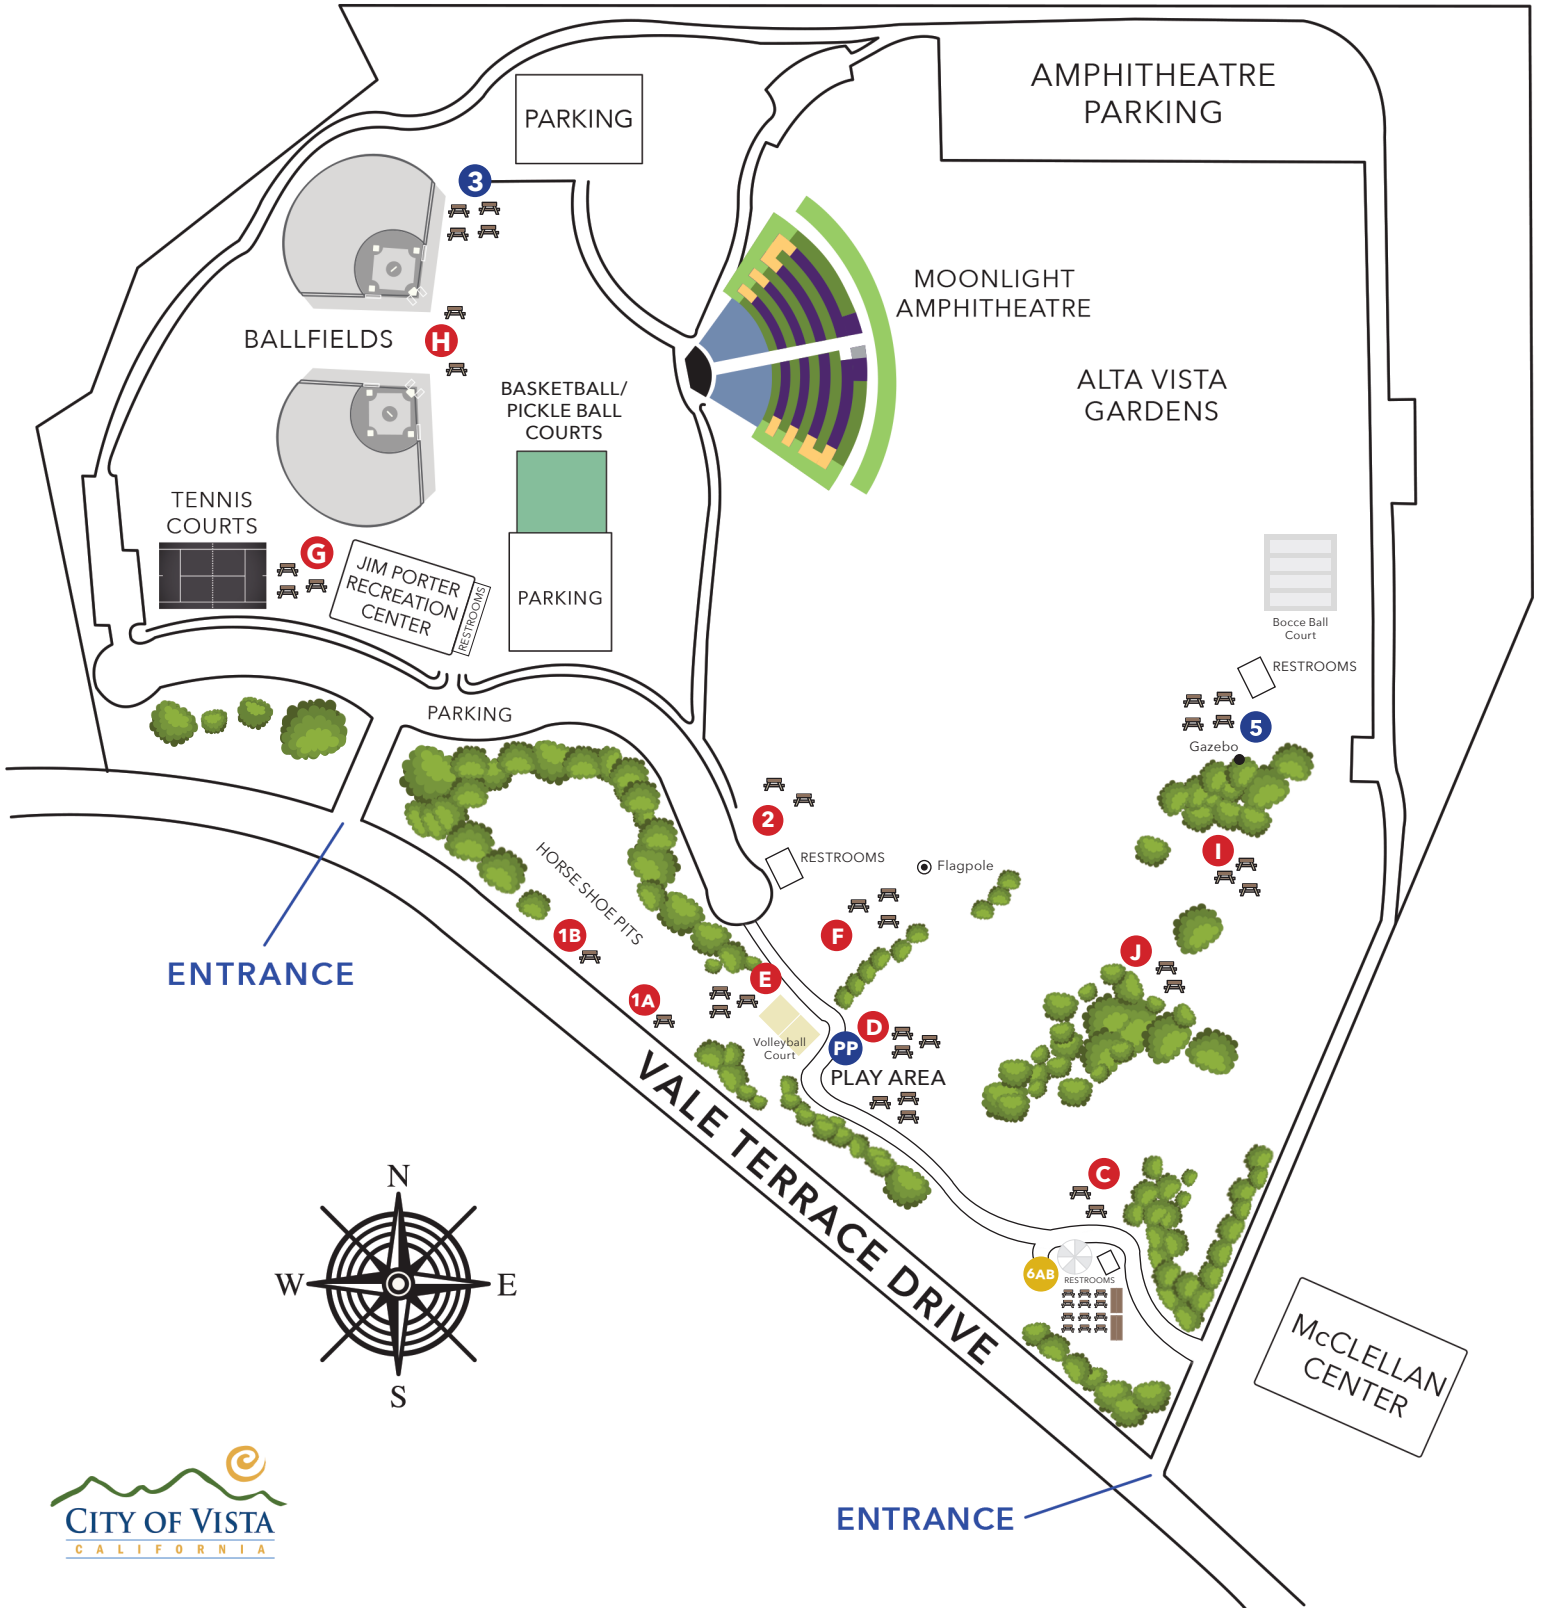 AMPHITHEATRE
PARKING
PARKING
3
MOONLIGHT
AMPHITHEATRE
BALLFIELDS
H
BASKETBALL/
PICKLE BALL
COURTS
ALTA VISTA
GARDENS
TENNIS
COURTS
G
JIM PORTER
RECREATION
CENTER
RESTROOMS
PARKING
Bocce Ball
Court
RESTROOMS
PARKING
5
Gazebo
2
RESTROOMS
Flagpole
I
HORSE SHOE PITS
1B
F
J
ENTRANCE
E
1A
D
Volleyball
Court
PP
PLAY AREA
VALE TERRACE DRIVE
C
6AB
RESTROOMS
N
W
E
S
McCLELLAN
CENTER
ENTRANCE
CITY OF VISTA
CALIFORNIA